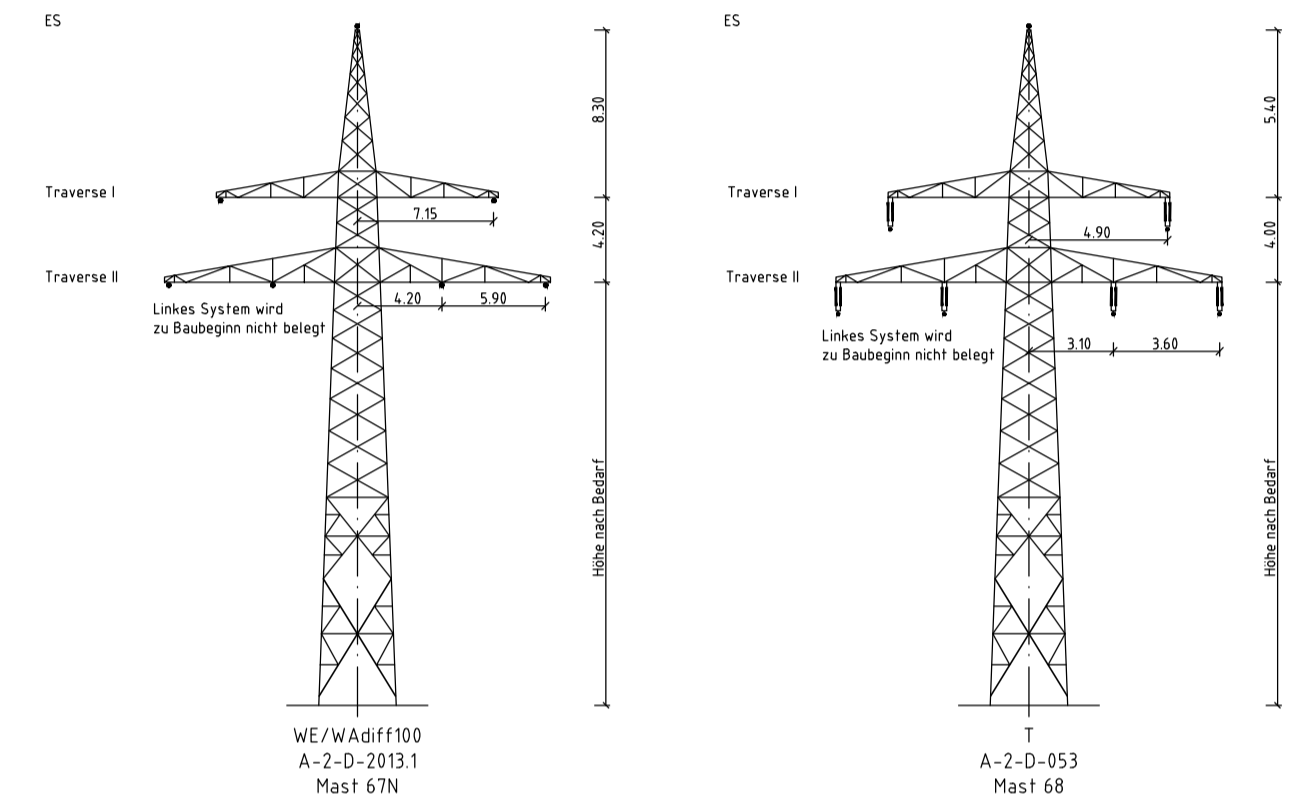 ES
8.30
Traverse I
7.15
4.20
Traverse II
4.20 5.90
Linkes System wird
zu Baubeginn nicht belegt
Höhe nach Bedarf
WE/WAdiff100
A-2-D-2013.1
Mast 67N
ES
5.40
Traverse I
4.90
4.00
Traverse II
Linkes System wird
zu Baubeginn nicht belegt
3.10 3.60
Höhe nach Bedarf
T
A-2-D-053
Mast 68